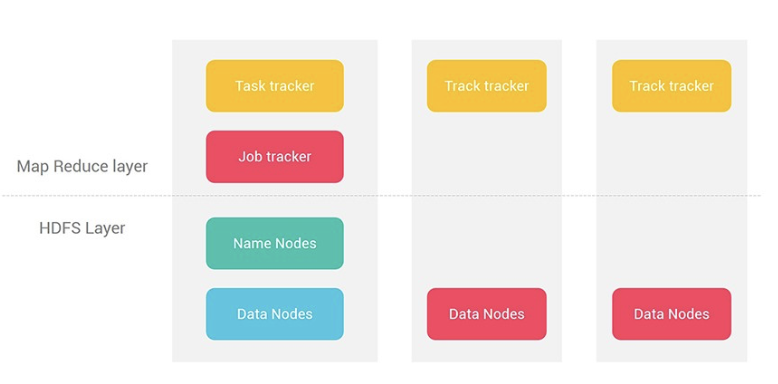 Task tracker
Track tracker
Track tracker
Job tracker
Map Reduce layer
HDFS Layer
Name Nodes
Data Nodes
Data Nodes
Data Nodes